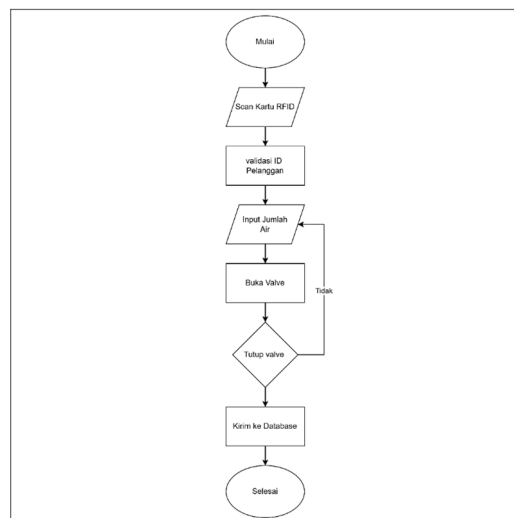 Mulai
Scan Kartu RFID
validasi ID
Pelanggan
Input Jumlah
Air
Buka Valve
Tidak
Tutup valve
Kirim ke Database
Selesai